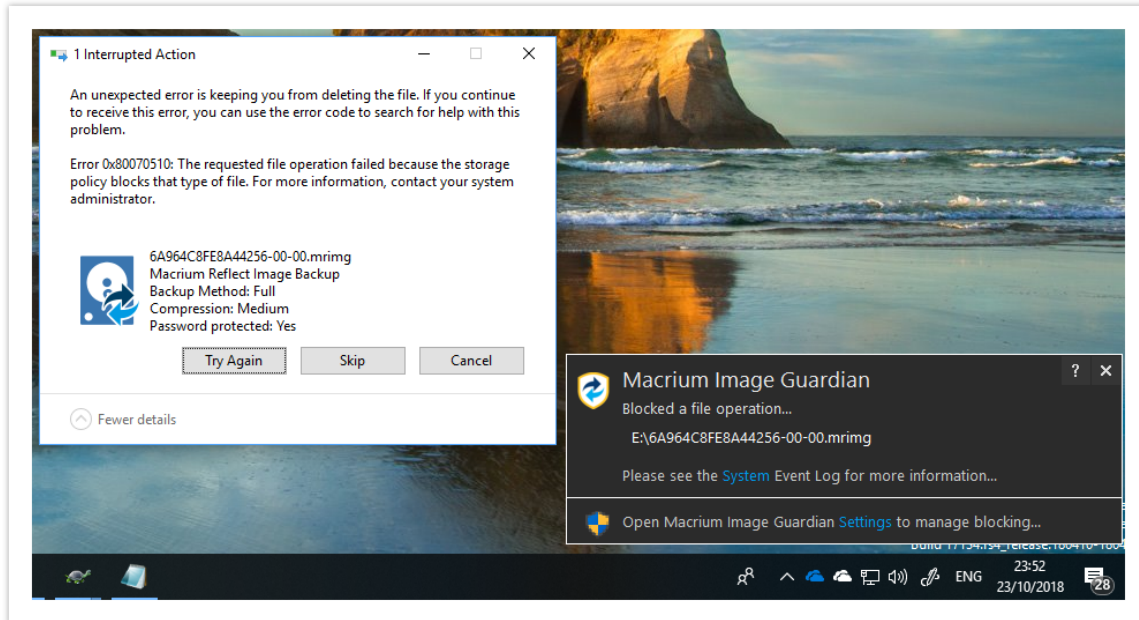 1 Interrupted Action
An unexpected error is keeping you from deleting the file. If you continue
to receive this error, you can use the error code to search for help with this
problem.
Error 0x80070510: The requested file operation failed because the storage
policy blocks that type of file. For more information, contact your system
administrator.
6A964C8FE8A44256-00-00.mrimg
Macrium Reflect Image Backup
Backup Method: Full
Compression: Medium
Password protected: Yes
Try Again
Skip
Cancel
Fewer details
?
Macrium Image Guardian
Blocked a file operation...
E:\6A964C8FE8A44256-00-00.mrimg
Please see the System Event Log for more information...
Open Macrium Image Guardian Settings to manage blocking...
ENG
23:52
23/10/2018
28